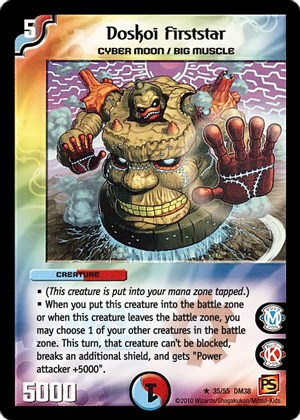 5
Doskoi Firststar
CYBER MOON / BIG MUSCLE
CREATURE
• (This creature is put into your mana zone tapped.)
• When you put this creature into the battle zone
or when this creature leaves the battle zone, you
may choose 1 of your other creatures in the battle
zone. This turn, that creature can't be blocked,
breaks an additional shield, and gets "Power
attacker +5000".
M
K
5000
★ 35/55 DM38
PS
©2010 Wizards/Shogakukan/Mitsui-Kids